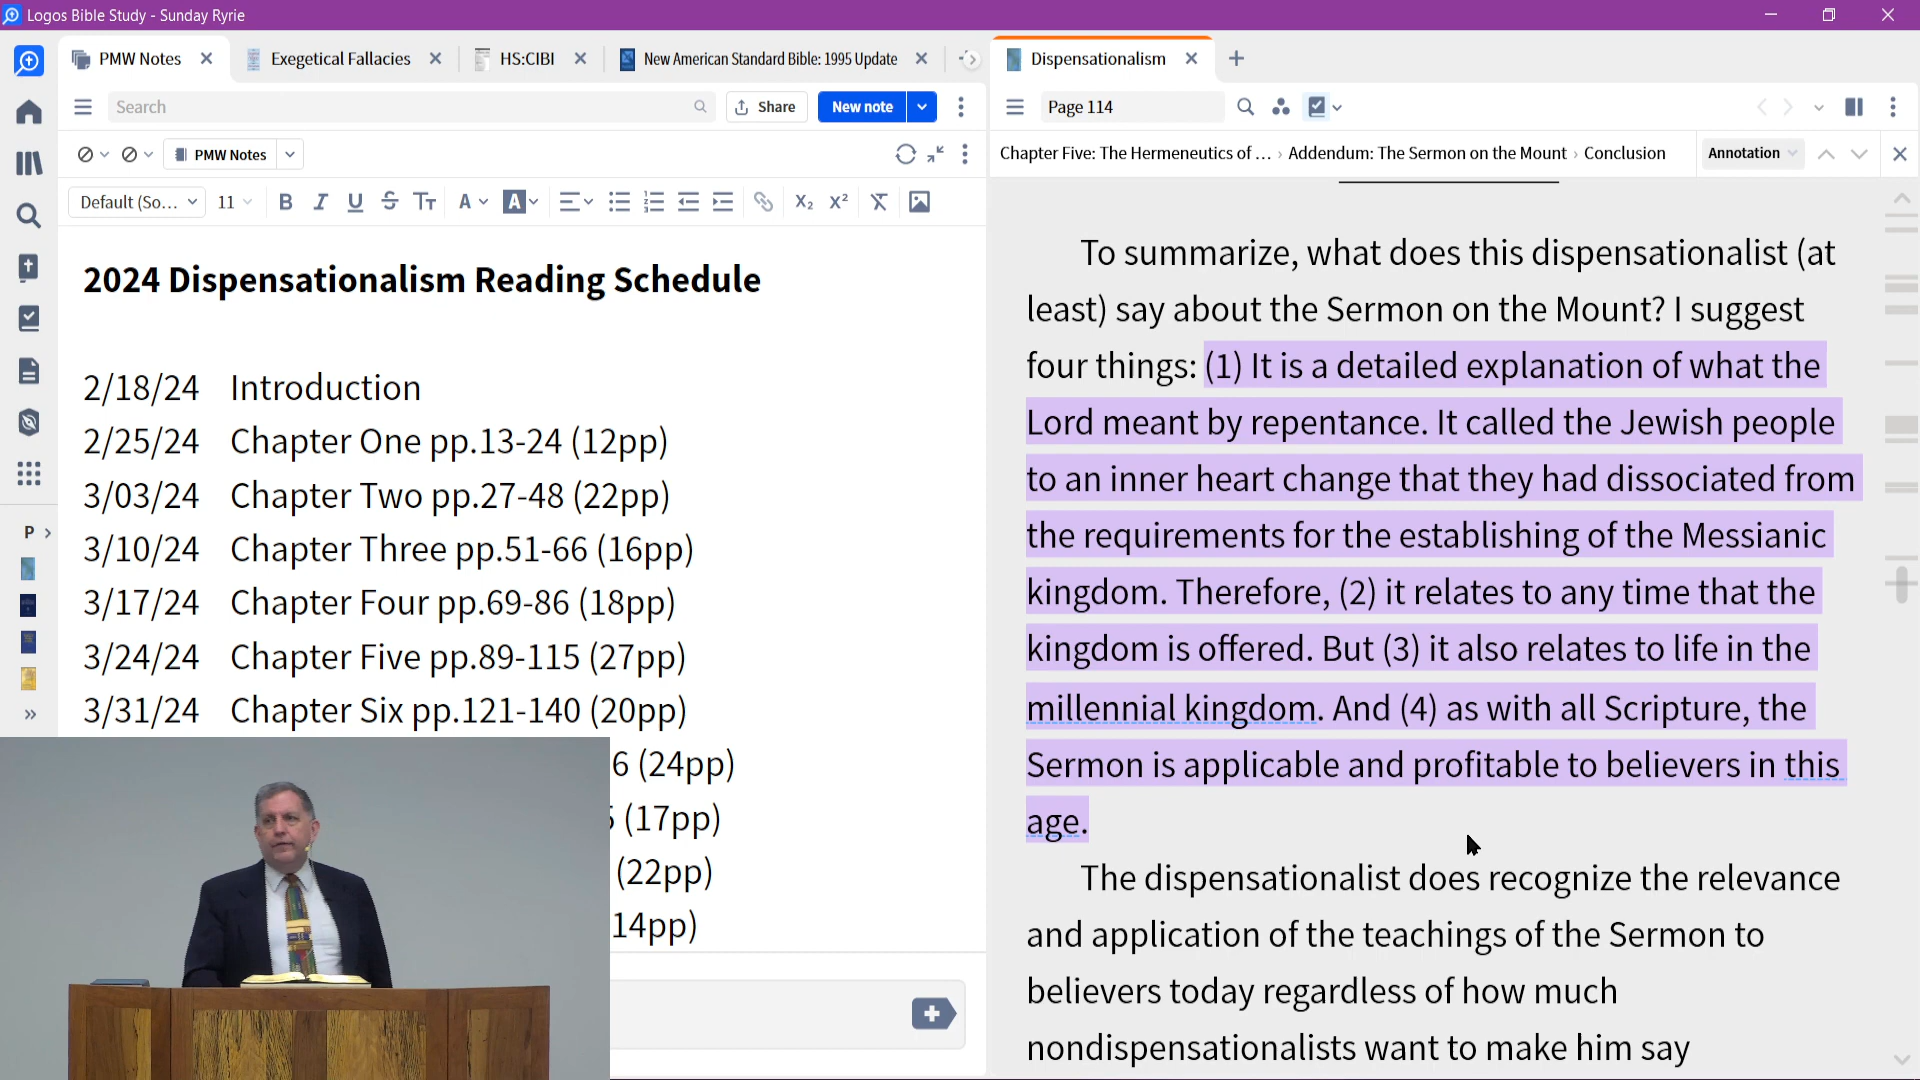 Logos Bible Study - Sunday Ryrie
PMW Notes
Exegetical Fallacies
HS:CIBI
New American Standard Bible: 1995 Update
Dispensationalism
Search
Share
New note
Page 114
PMW Notes
Chapter Five: The Hermeneutics of … › Addendum: The Sermon on the Mount › Conclusion
Annotation
Default (So…
11
B I U S Tт A A X₂ X²
P
2024 Dispensationalism Reading Schedule
2/18/24 Introduction
2/25/24 Chapter One pp.13-24 (12pp)
3/03/24 Chapter Two pp.27-48 (22pp)
3/10/24 Chapter Three pp.51-66 (16pp)
3/17/24 Chapter Four pp.69-86 (18pp)
3/24/24 Chapter Five pp.89-115 (27pp)
3/31/24 Chapter Six pp.121-140 (20pp)
6 (24pp)
(17pp)
(22pp)
14pp)
To summarize, what does this dispensationalist (at
least) say about the Sermon on the Mount? I suggest
four things: (1) It is a detailed explanation of what the
Lord meant by repentance. It called the Jewish people
to an inner heart change that they had dissociated from
the requirements for the establishing of the Messianic
kingdom. Therefore, (2) it relates to any time that the
kingdom is offered. But (3) it also relates to life in the
millennial kingdom. And (4) as with all Scripture, the
Sermon is applicable and profitable to believers in this
age.
The dispensationalist does recognize the relevance
and application of the teachings of the Sermon to
believers today regardless of how much
nondispensationalists want to make him say